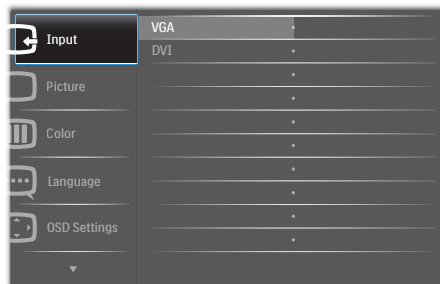 Input
VGA
DVI
Picture
Color
Language
OSD Settings